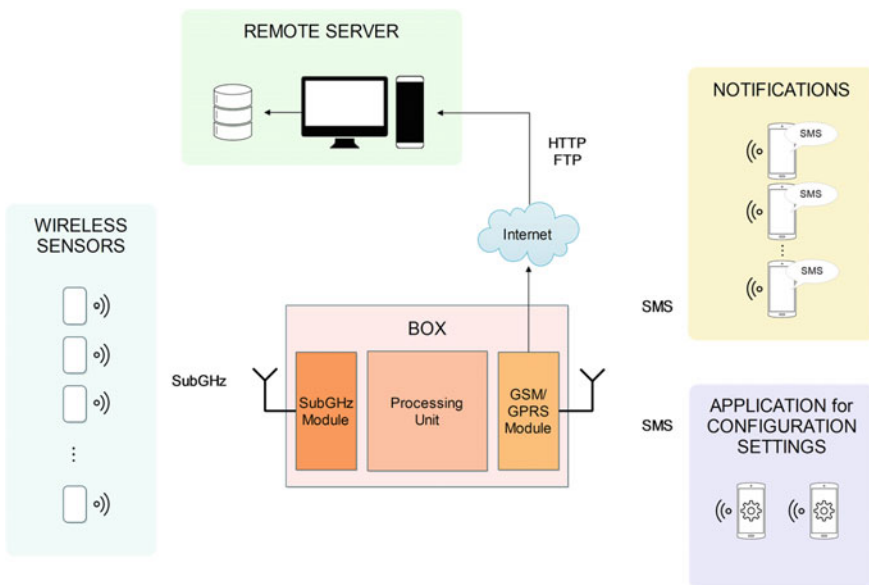 REMOTE SERVER
HTTP
FTP
Internet
NOTIFICATIONS
SMS
SMS
SMS
WIRELESS
SENSORS
SubGHz
BOX
SubGHz
Module
Processing
Unit
GSM/
GPRS
Module
SMS
SMS
APPLICATION for
CONFIGURATION
SETTINGS